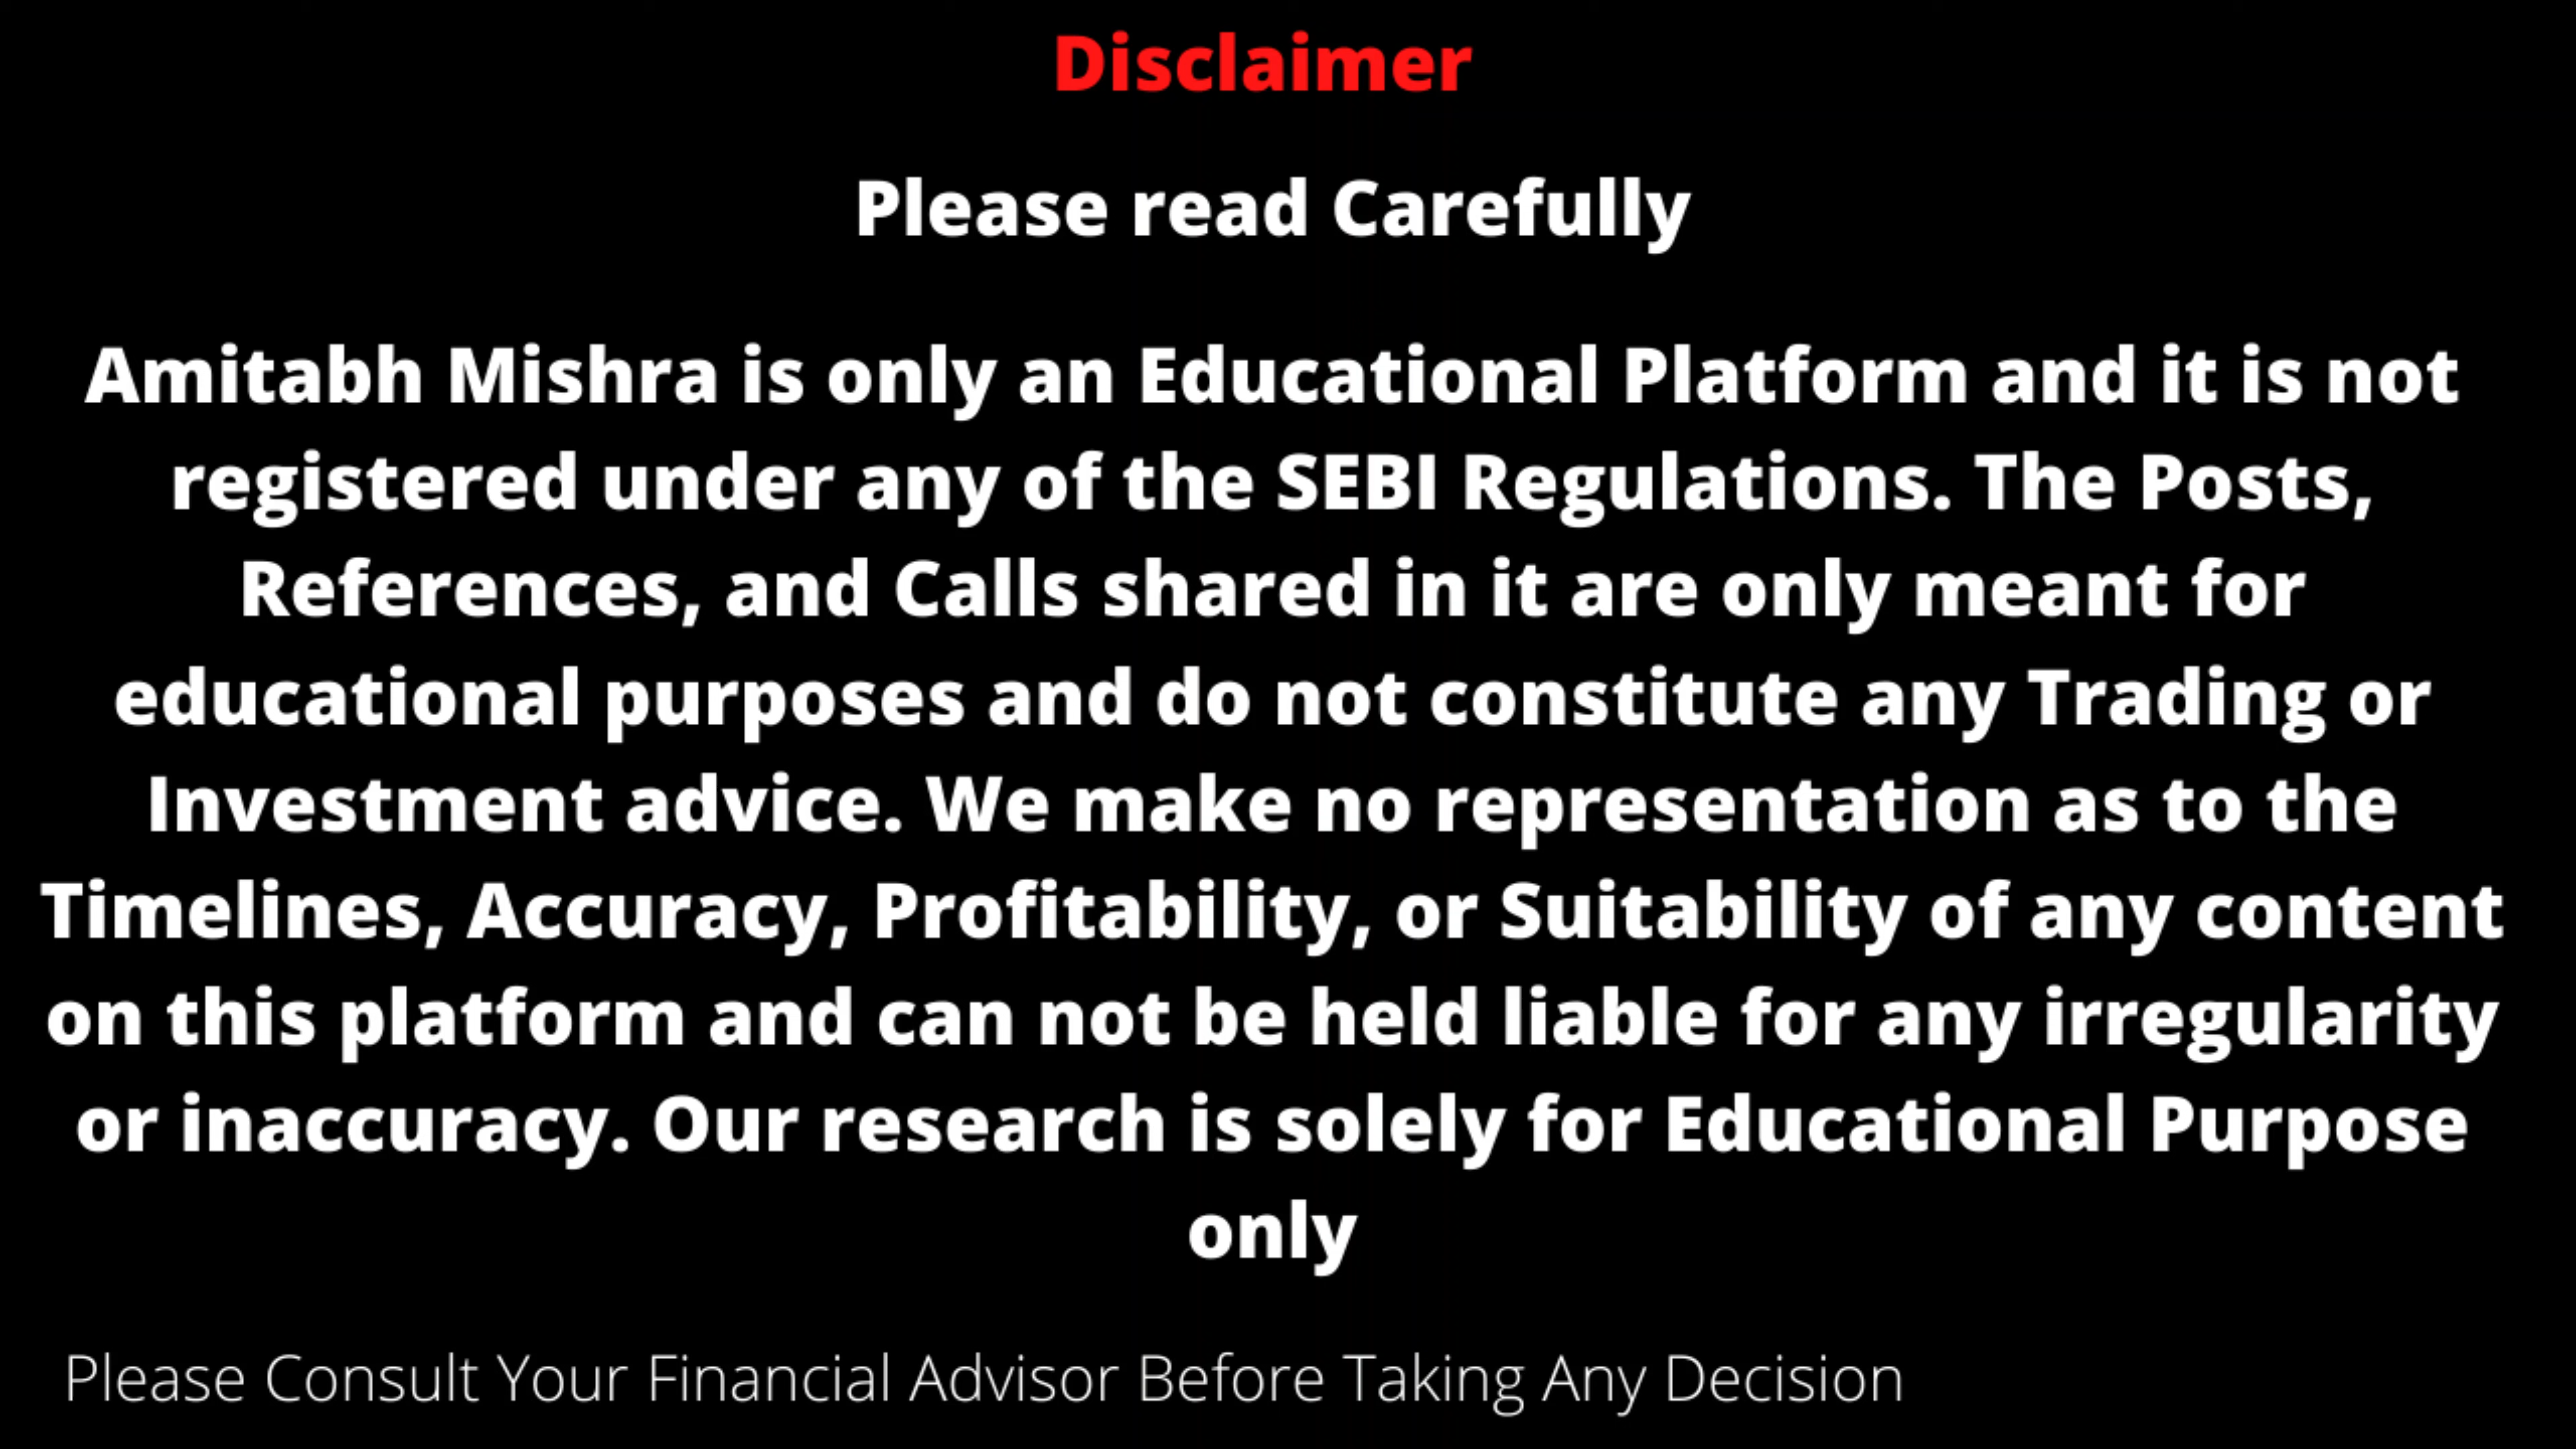 Disclaimer
Please read Carefully
Amitabh Mishra is only an Educational Platform and it is not
registered under any of the SEBI Regulations. The Posts,
References, and Calls shared in it are only meant for
educational purposes and do not constitute any Trading or
Investment advice. We make no representation as to the
Timelines, Accuracy, Profitability, or Suitability of any content
on this platform and can not be held liable for any irregularity
or inaccuracy. Our research is solely for Educational Purpose
only
Please Consult Your Financial Advisor Before Taking Any Decision